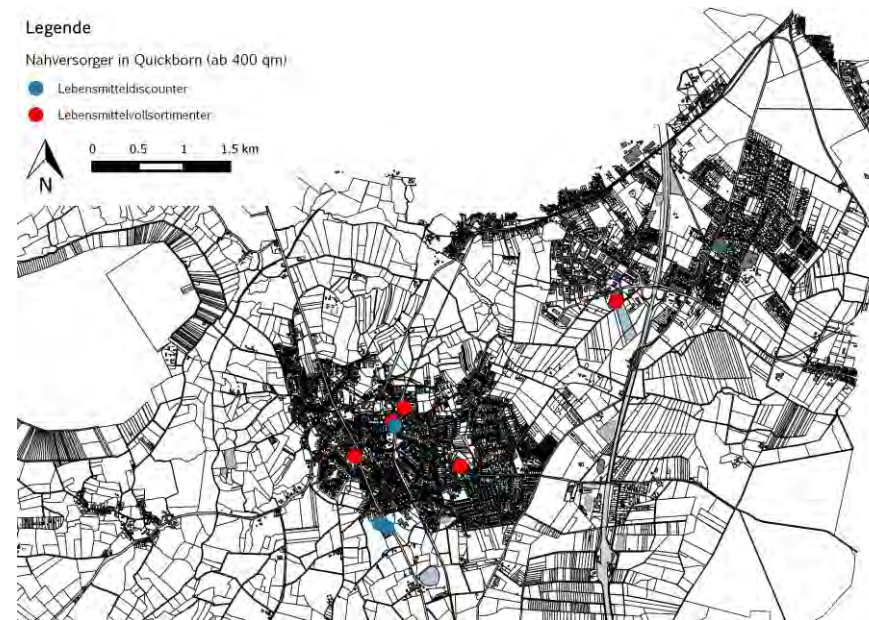 Legende
Nahversorger in Quickborn (ab 400 qm)
Lebensmitteldiscounter
Lebensmittelvollsortimenter
0 0.5 1 1.5 km
N